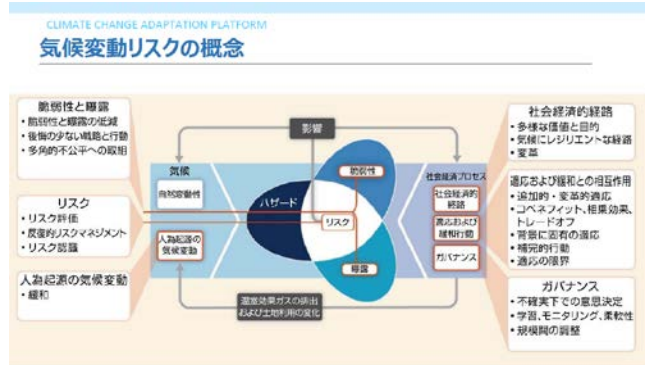 CLIMATE CHANGE ADAPTATION PLATFORM
気候変動リスクの概念
脆弱性と曝露
・脆弱性と曝露の低減
・後悔の少ない戦略と行動
・多角的不公平への取組
リスク
・リスク評価
・反復的リスクマネジメント
・リスク認識
人為起源の気候変動
・緩和
影響
気候
自然変動性
人為起源の
気候変動
ハザード
脆弱性
リスク
曝露
社会経済プロセス
社会経済的
経路
適応および
緩和行動
ガバナンス
温室効果ガスの排出
および土地利用の変化
社会経済的経路
・多様な価値と目的
・気候にレジリエントな経路
・変革
適応および緩和との相互作用
・追加的・変革的適応
・コベネフィット、相乗効果、
トレードオフ
・背景に固有の適応
・補完的行動
・適応の限界
ガバナンス
・不確実下での意思決定
・学習、モニタリング、柔軟性
・規模間の調整